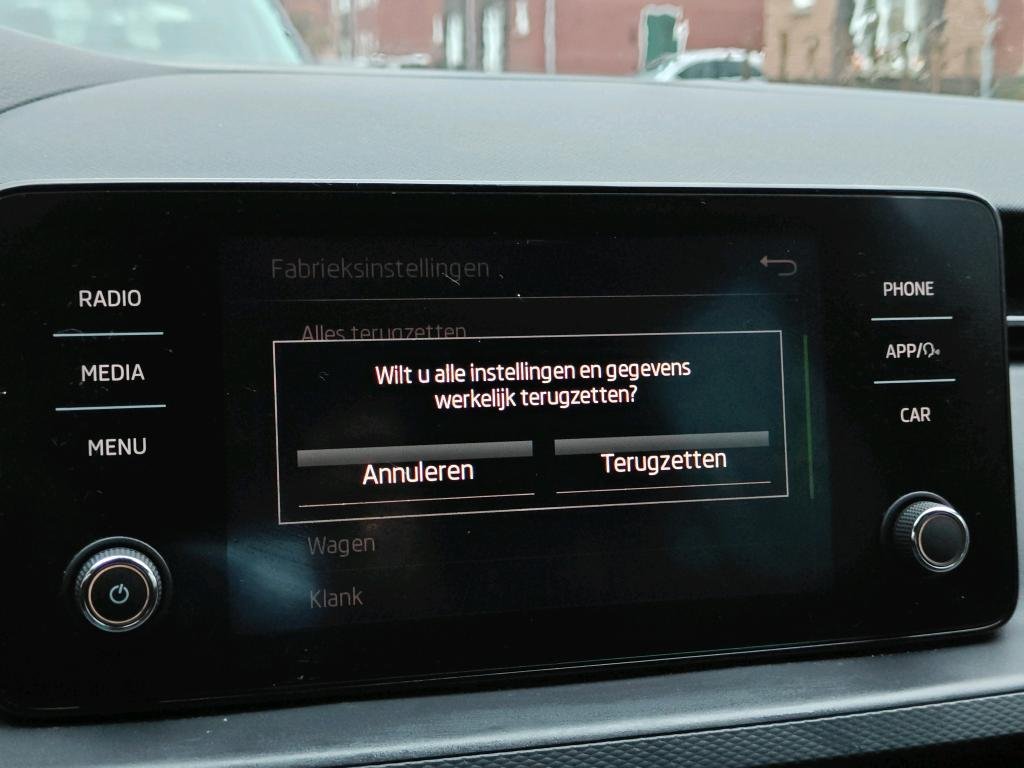 Fabrieksinstellingen
RADIO
MEDIA
MENU
Alles terugzetten
Wilt u alle instellingen en gegevens
werkelijk terugzetten?
Annuleren
Terugzetten
Wagen
Klank
PHONE
APP/
CAR